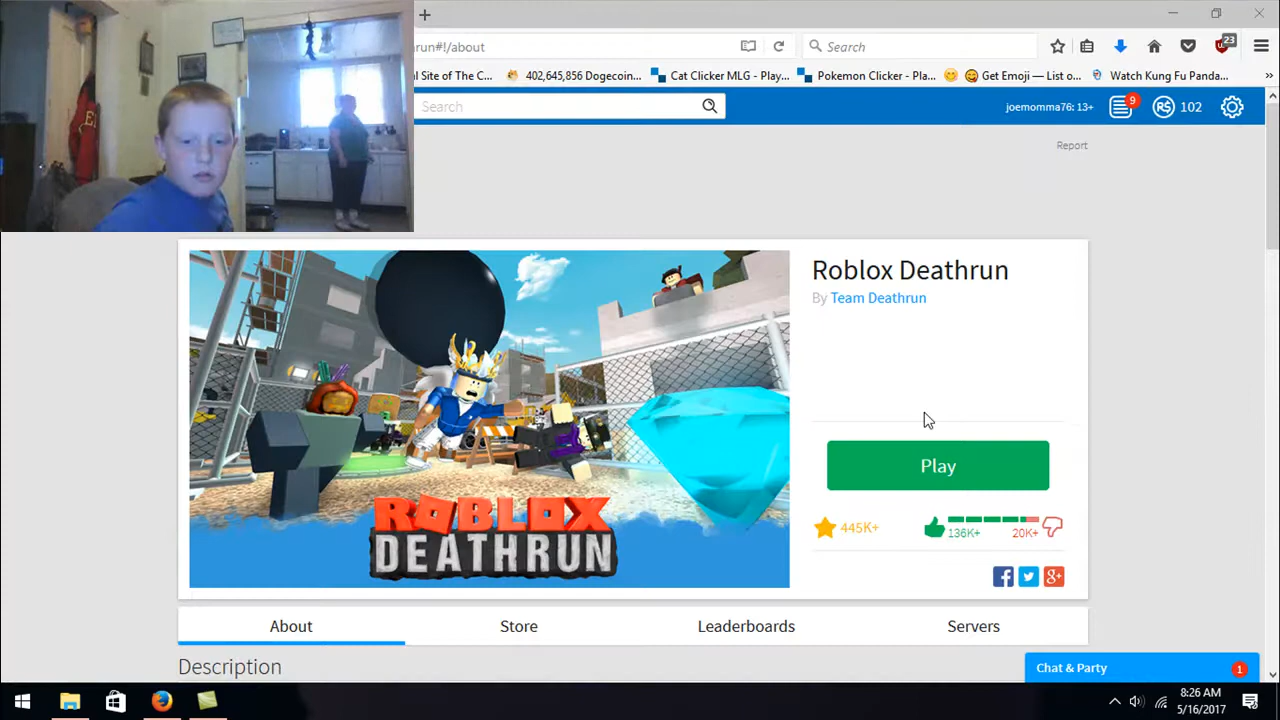 run#!/about
Search
l Site of The C...
402,645,856 Dogecoin...
Cat Clicker MLG - Play...
Pokemon Clicker - Pla...
Get Emoji — List o...
Watch Kung Fu Panda...
23
Search
joemomma76: 13+
9
R$ 102
Report
Roblox Deathrun
By Team Deathrun
Play
445K+
136K+
20K+
ROBLOX
DEATHRUN
About
Store
Leaderboards
Servers
Description
Chat & Party
1
8:26 AM
5/16/2017